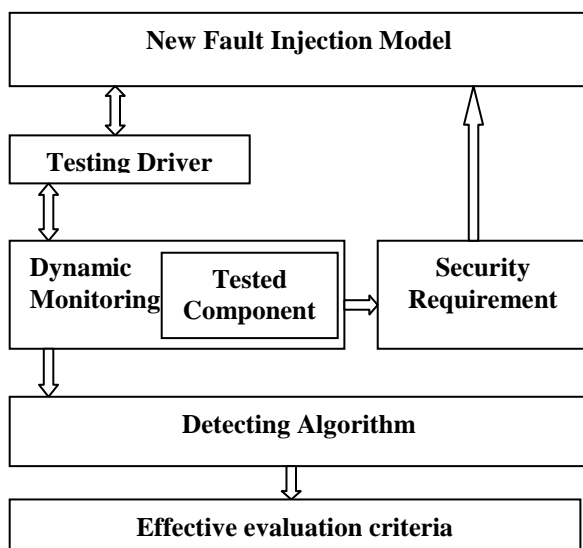 New Fault Injection Model
Testing Driver
Dynamic
Monitoring
Tested
Component
Security
Requirement
Detecting Algorithm
Effective evaluation criteria